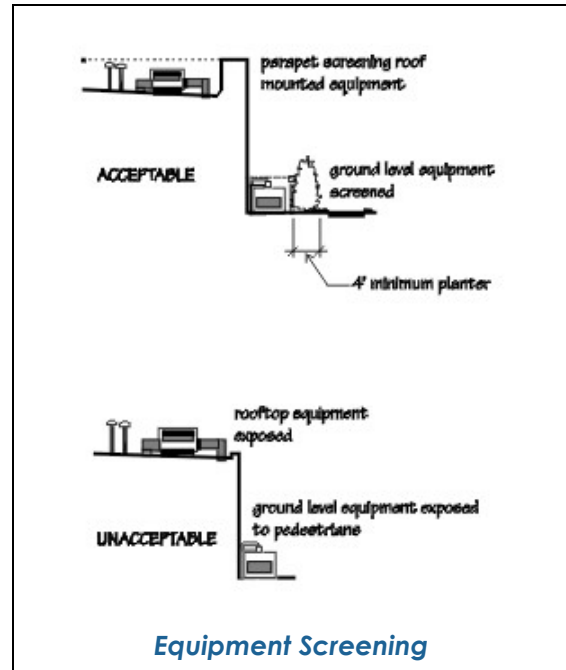 parapet screening roof
mounted equipment
ACCEPTABLE
ground level equipment
screened
4' minimum planter
rooftop equipment
exposed
ground level equipment exposed
to pedestrians
UNACCEPTABLE
Equipment Screening